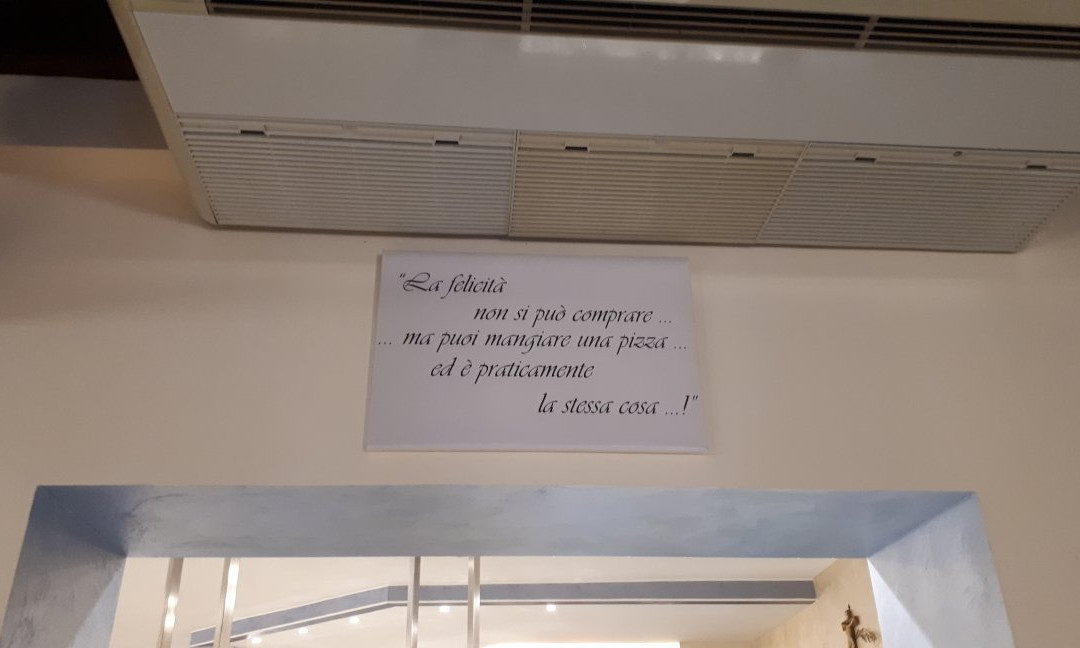 "La felicità
non si può comprare ...
... ma puoi mangiare una pizza ...
ed è praticamente
la stessa cosa ...!"